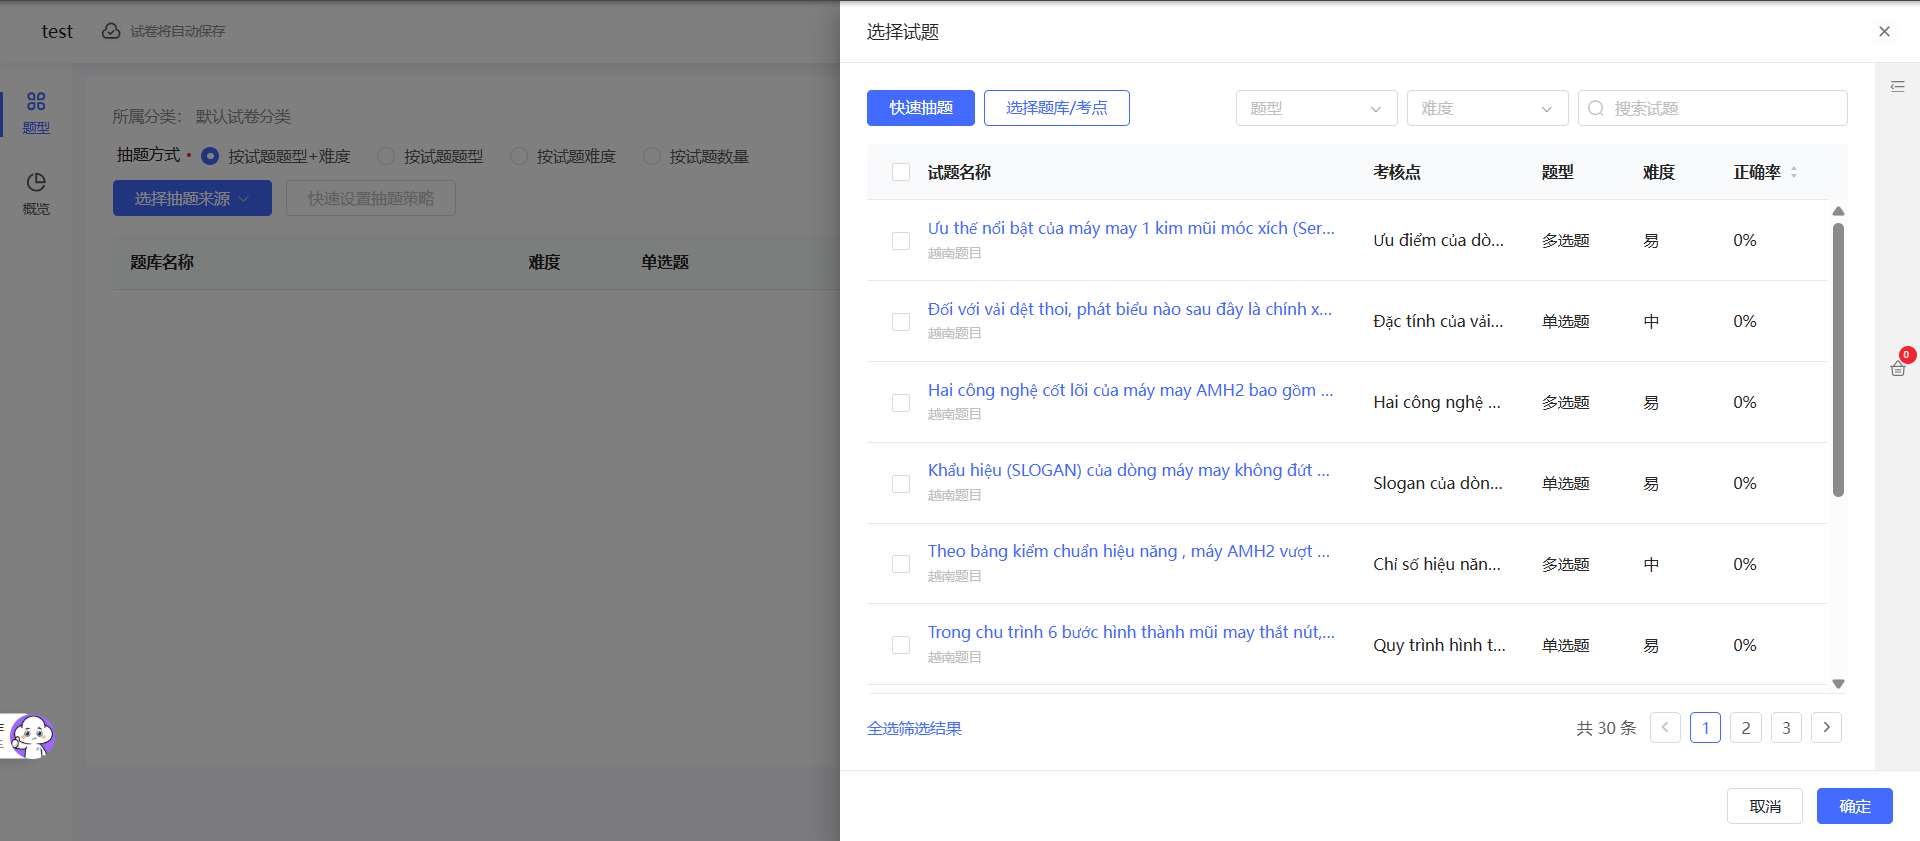 test
试卷将自动保存
选择试题
题型
概览
所属分类： 默认试卷分类
抽题方式 按试题题型+难度 按试题题型 按试题难度 按试题数量
选择抽题来源 快速设置抽题策略
题库名称 难度 单选题
快速抽题 选择题库/考点 题型 难度 搜索试题
试题名称 考核点 题型 难度 正确率
Ưu thế nổi bật của máy may 1 kim mũi móc xích (Ser... Ưu điểm của dò... 多选题 易 0%
越南题目
Đối với vải dệt thoi, phát biểu nào sau đây là chính x... Đặc tính của vải... 单选题 中 0%
越南题目
Hai công nghệ cốt lõi của máy may AMH2 bao gồm ... Hai công nghệ ... 多选题 易 0%
越南题目
Khẩu hiệu (SLOGAN) của dòng máy may không đứt ... Slogan của dòn... 单选题 易 0%
越南题目
Theo bảng kiểm chuẩn hiệu năng , máy AMH2 vượt ... Chỉ số hiệu năn... 多选题 中 0%
越南题目
Trong chu trình 6 bước hình thành mũi may thắt nút,... Quy trình hình t... 单选题 易 0%
越南题目
0
全选筛选结果 共 30 条 1 2 3
取消 确定